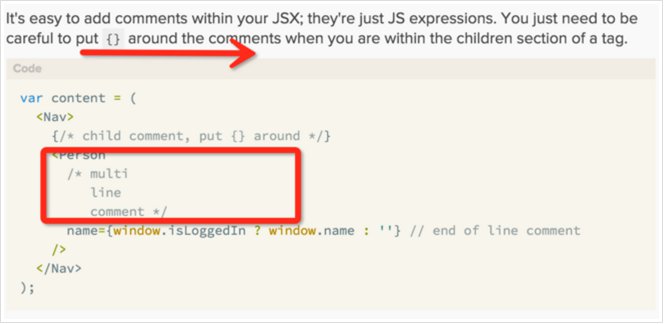 It's easy to add comments within your JSX; they're just JS expressions. You just need to be
careful to put {} around the comments when you are within the children section of a tag.
Code
var content = (
  <Nav>
    {/* child comment, put {} around */}
    <Person
      /* multi
         line
         comment */
      name={window.isLoggedIn ? window.name : ''} // end of line comment
    />
  </Nav>
);